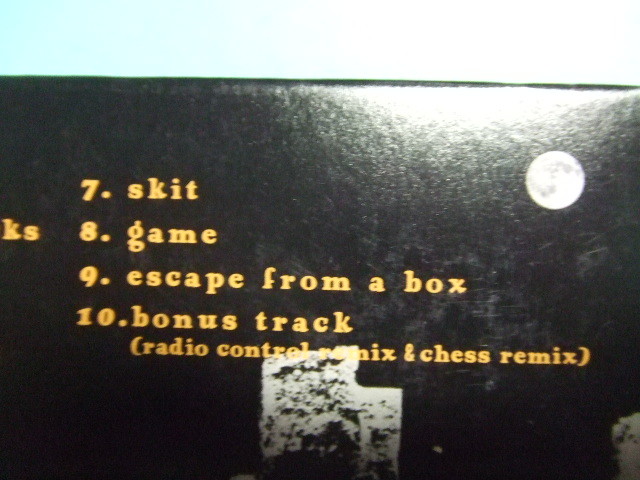 7. skit
ks 8. game
9. escape from a box
10. bonus track
(radio control remix & chess remix)